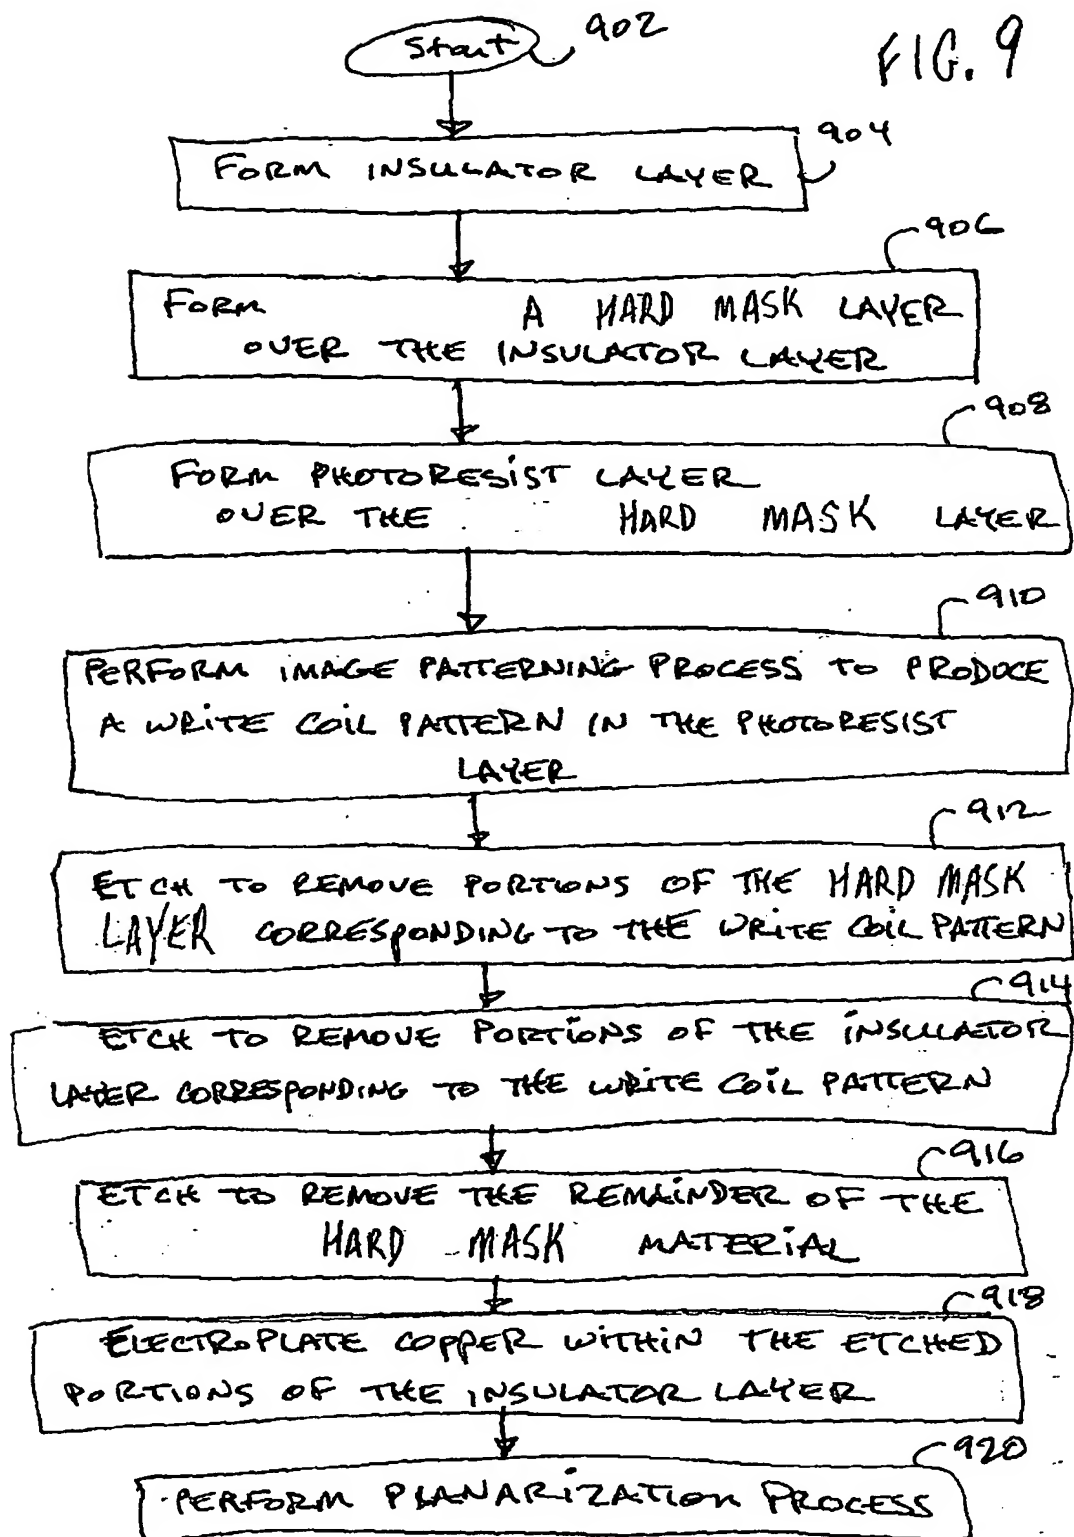 Start 902
FIG. 9
904
FORM INSULATOR LAYER
906
FORM A HARD MASK LAYER
OVER THE INSULATOR LAYER
908
FORM PHOTORESIST LAYER
OVER THE HARD MASK LAYER
910
PERFORM IMAGE PATTERNING PROCESS TO PRODUCE
A WRITE COIL PATTERN IN THE PHOTORESIST
LAYER
912
ETCH TO REMOVE PORTIONS OF THE HARD MASK
LAYER CORRESPONDING TO THE WRITE COIL PATTERN
914
ETCH TO REMOVE PORTIONS OF THE INSULATOR
LAYER CORRESPONDING TO THE WRITE COIL PATTERN
916
ETCH TO REMOVE THE REMAINDER OF THE
HARD MASK MATERIAL
918
ELECTROPLATE COPPER WITHIN THE ETCHED
PORTIONS OF THE INSULATOR LAYER
920
PERFORM PLANARIZATION PROCESS